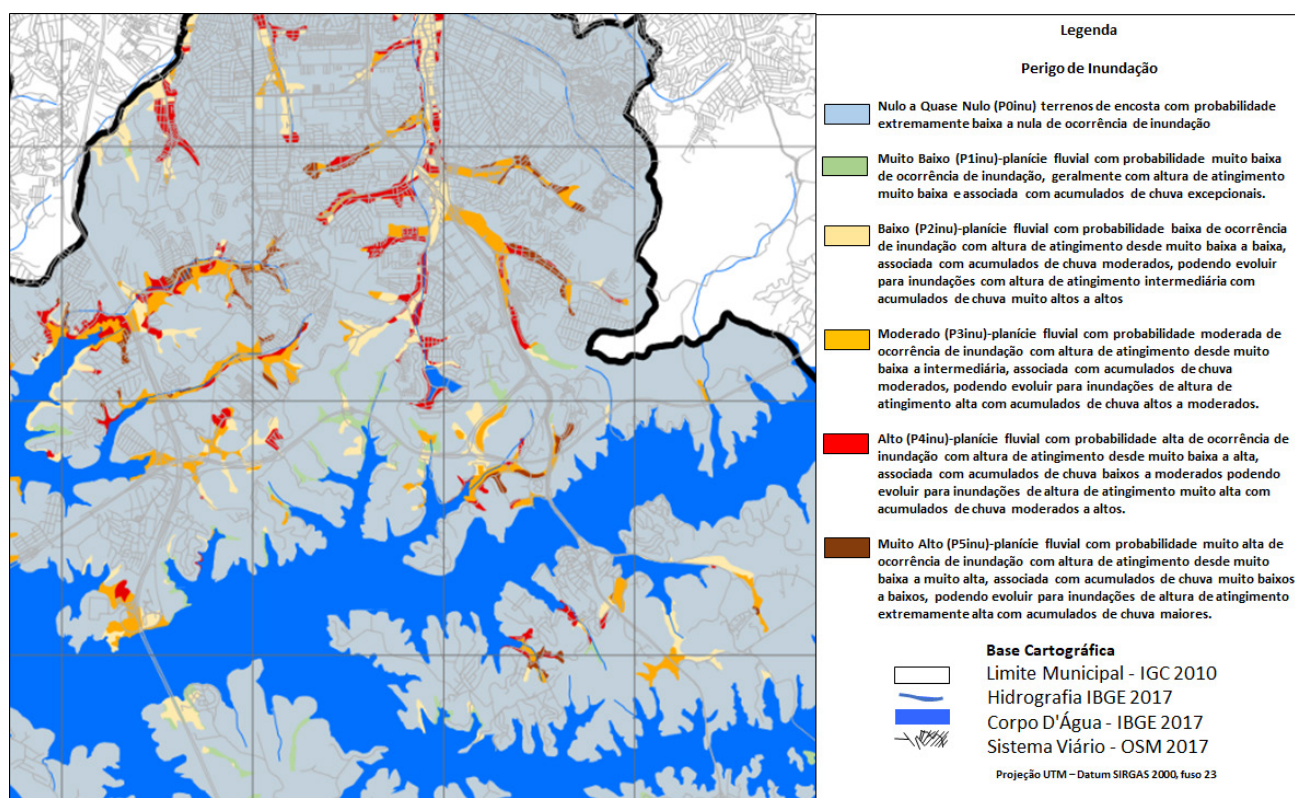 Legenda
Perigo de Inundação
Nulo a Quase Nulo (P0inu) terrenos de encosta com probabilidade
extremamente baixa a nula de ocorrência de inundação
Muito Baixo (P1inu)-planície fluvial com probabilidade muito baixa
de ocorrência de inundação, geralmente com altura de atingimento
muito baixa e associada com acumulados de chuva excepcionais.
Baixo (P2inu)-planície fluvial com probabilidade baixa de ocorrência
de inundação com altura de atingimento desde muito baixa a baixa,
associada com acumulados de chuva moderados, podendo evoluir
para inundações com altura de atingimento intermediária com
acumulados de chuva muito altos a altos
Moderado (P3inu)-planície fluvial com probabilidade moderada de
ocorrência de inundação com altura de atingimento desde muito
baixa a intermediária, associada com acumulados de chuva
moderados, podendo evoluir para inundações de altura de
atingimento alta com acumulados de chuva altos a moderados.
Alto (P4inu)-planície fluvial com probabilidade alta de ocorrência de
inundação com altura de atingimento desde muito baixa a alta,
associada com acumulados de chuva baixos a moderados podendo
evoluir para inundações de altura de atingimento muito alta com
acumulados de chuva moderados a altos.
Muito Alto (P5inu)-planície fluvial com probabilidade muito alta de
ocorrência de inundação com altura de atingimento desde muito
baixa a muito alta, associada com acumulados de chuva muito baixos
a baixos, podendo evoluir para inundações de altura de atingimento
extremamente alta com acumulados de chuva maiores.
Base Cartográfica
Limite Municipal - IGC 2010
Hidrografia IBGE 2017
Corpo D'Água - IBGE 2017
Sistema Viário - OSM 2017
Projeção UTM – Datum SIRGAS 2000, fuso 23